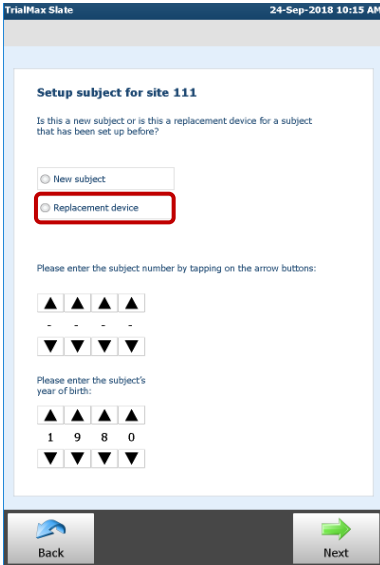 TrialMax Slate 24-Sep-2018 10:15 AM
Setup subject for site 111
Is this a new subject or is this a replacement device for a subject
that has been set up before?
New subject
Replacement device
Please enter the subject number by tapping on the arrow buttons:
- - - -
Please enter the subject's
year of birth:
1 9 8 0
Back Next